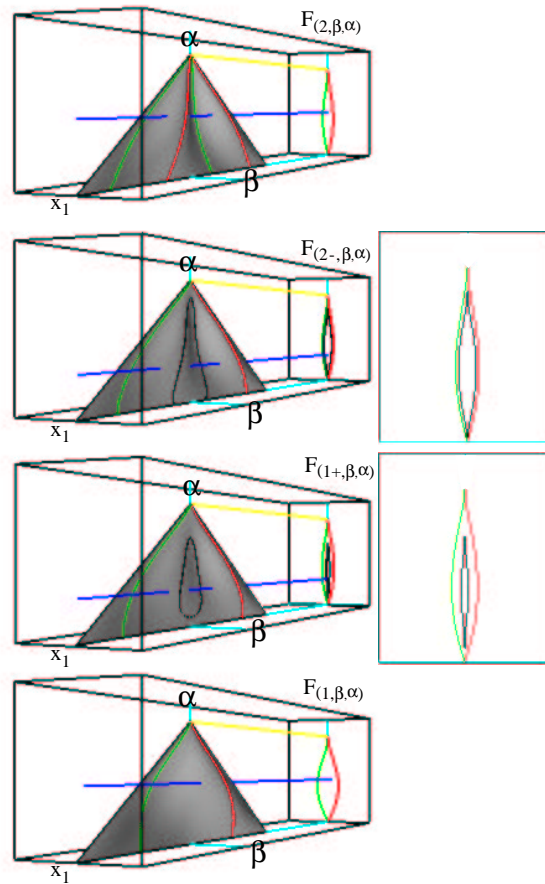 F(2,β,α)
α
β
x1
F(2-,β,α)
α
β
x1
F(1+,β,α)
α
β
x1
F(1,β,α)
α
β
x1